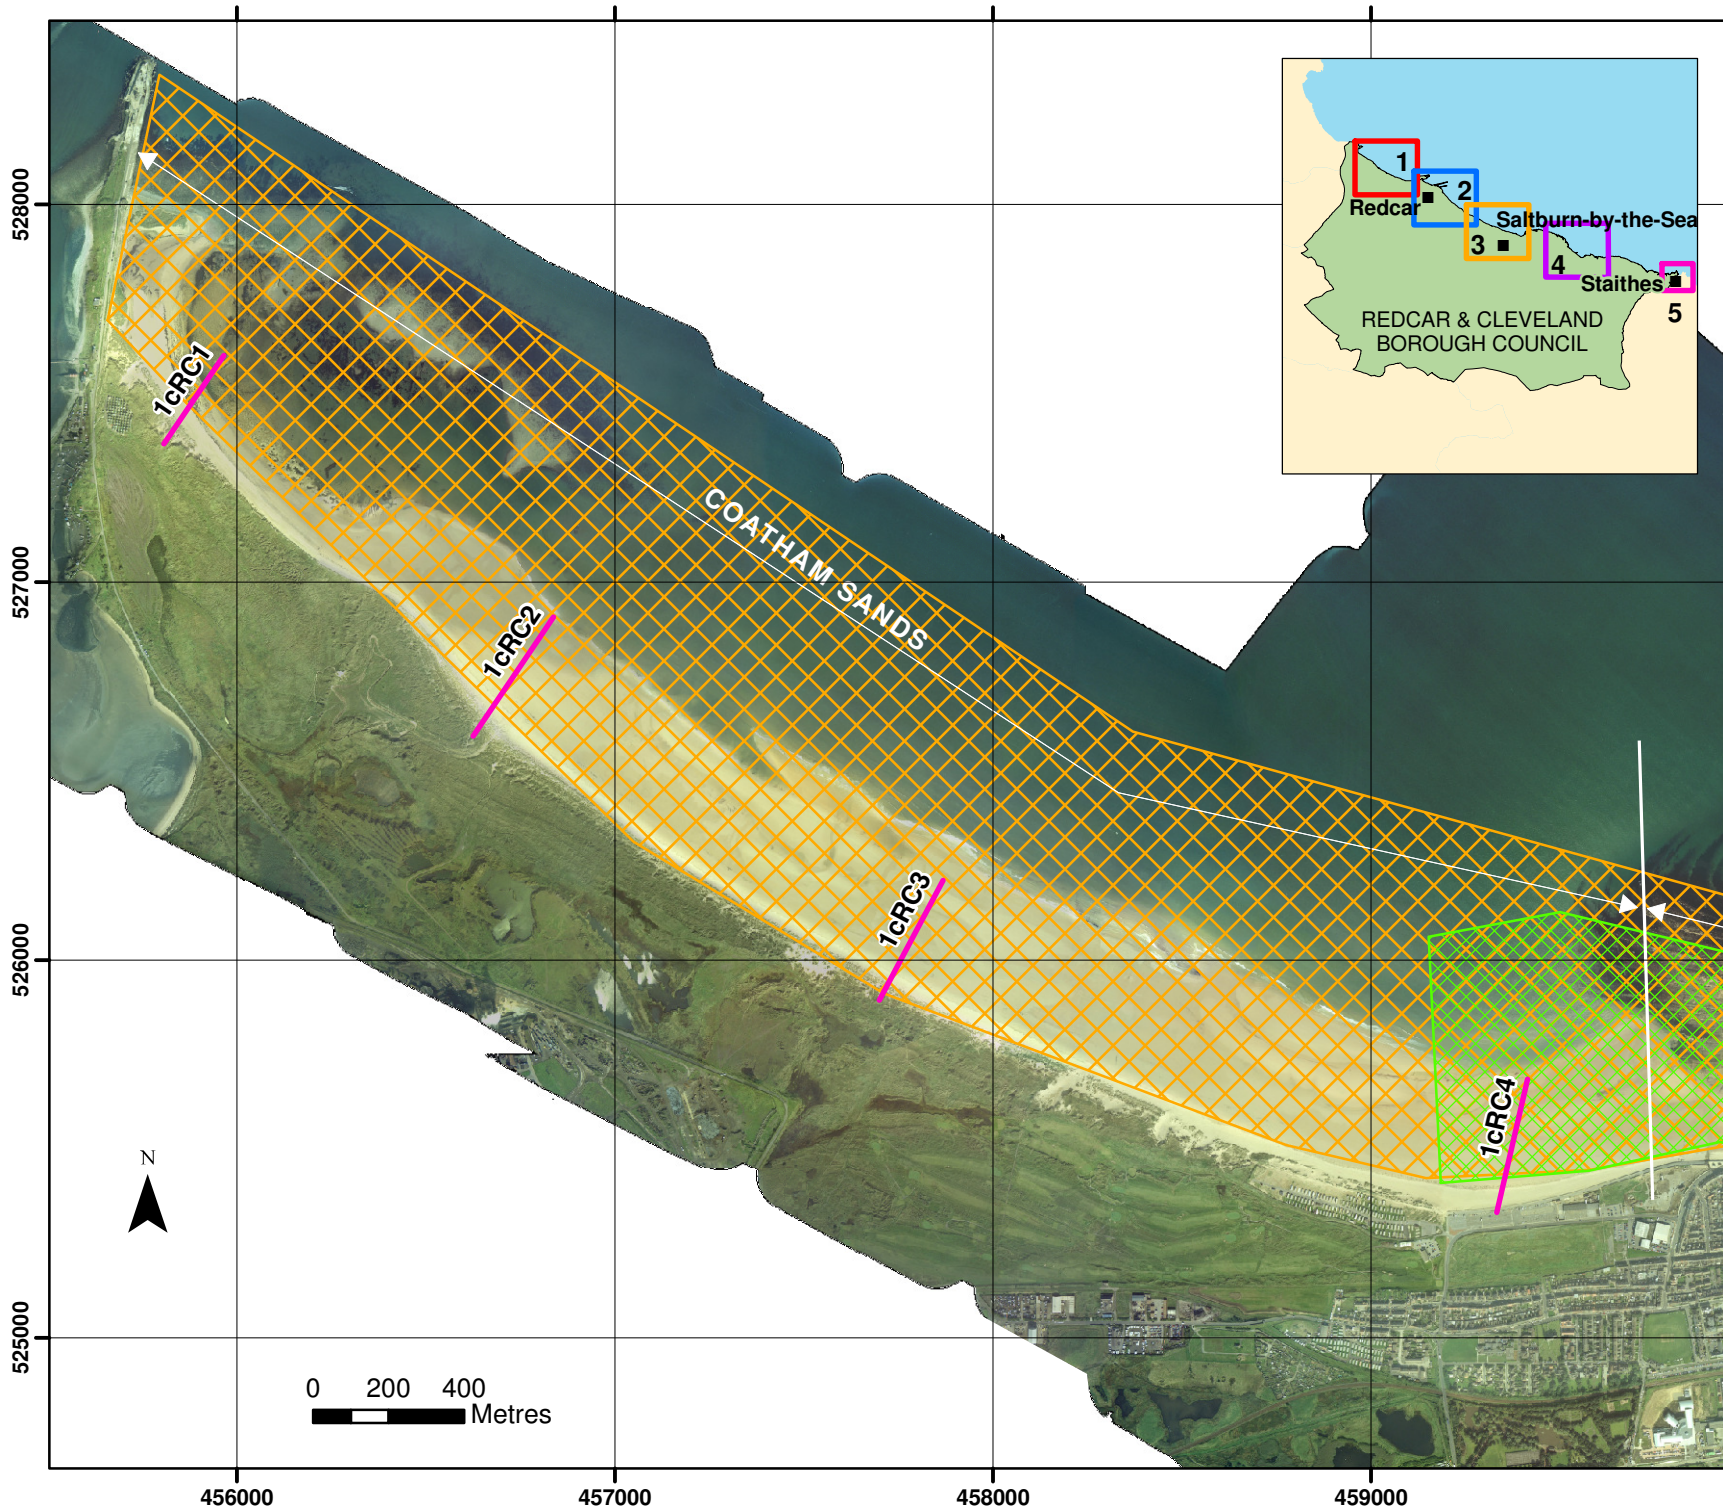 528000
527000
526000
525000
456000
457000
458000
459000
1
2
3
4
5
Redcar
Saltburn-by-the-Sea
Staithes
REDCAR & CLEVELAND
BOROUGH COUNCIL
COATHAM SANDS
1cRC1
1cRC2
1cRC3
1cRC4
N
0 200 400
Metres